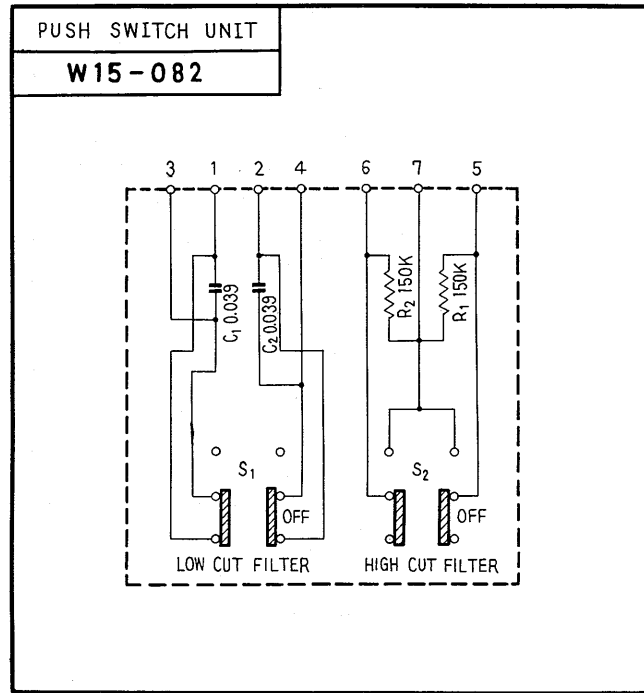 PUSH SWITCH UNIT
W15-082
3 1 2 4 6 7 5
C₁ 0.039
C₂ 0.039
R₂ 150K
R₁ 150K
S₁
S₂
OFF
OFF
LOW CUT FILTER
HIGH CUT FILTER